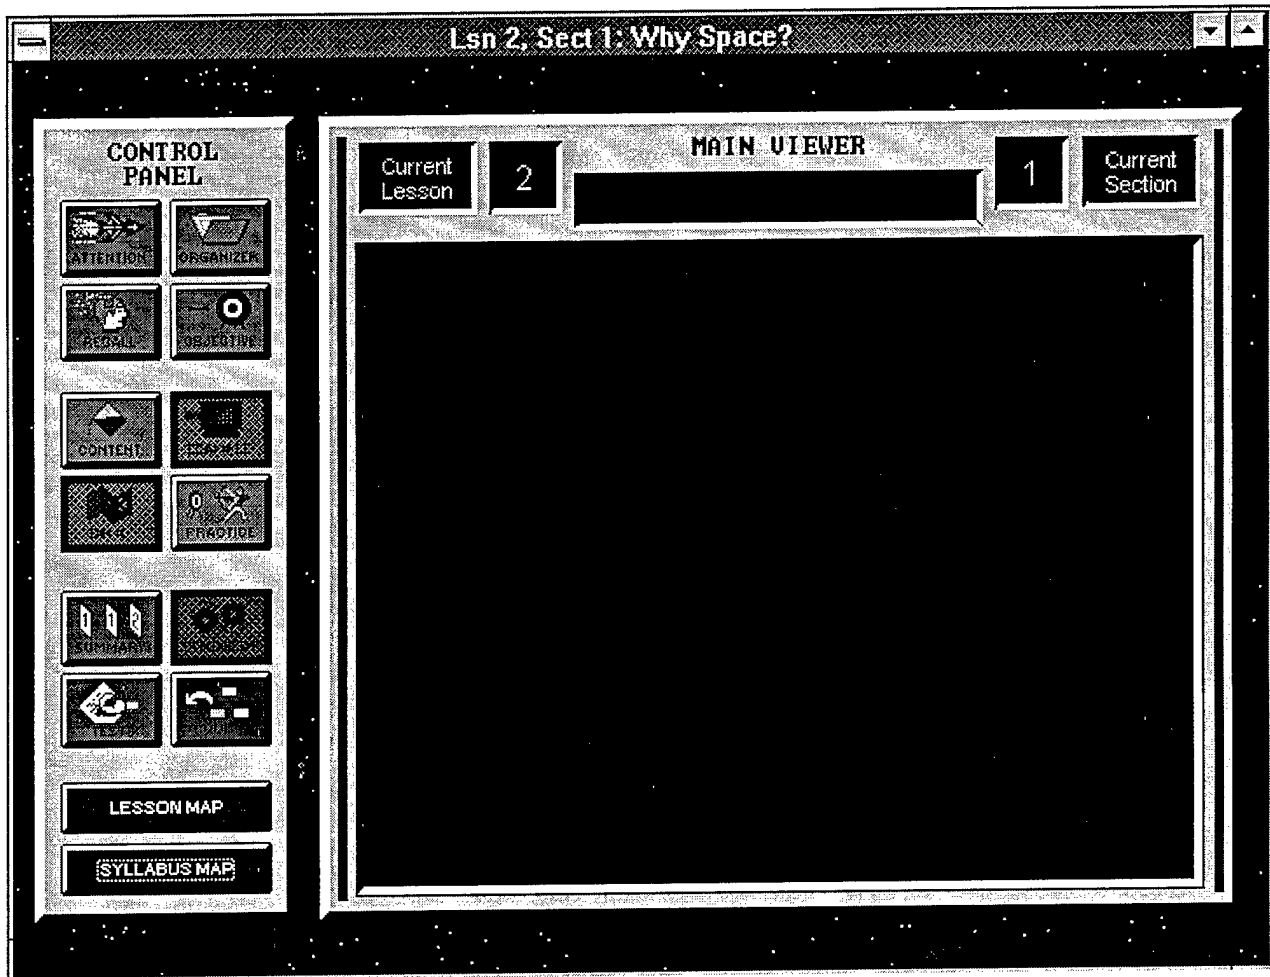 Lsn 2, Sect 1: Why Space?
CONTROL
PANEL
ATTENTION
ORGANIZER
RECALL
OBJECTIVE
CONTENT
PRACTICE
SUMMARY
TEST
LESSON MAP
SYLLABUS MAP
MAIN VIEWER
Current
Lesson
2
1
Current
Section